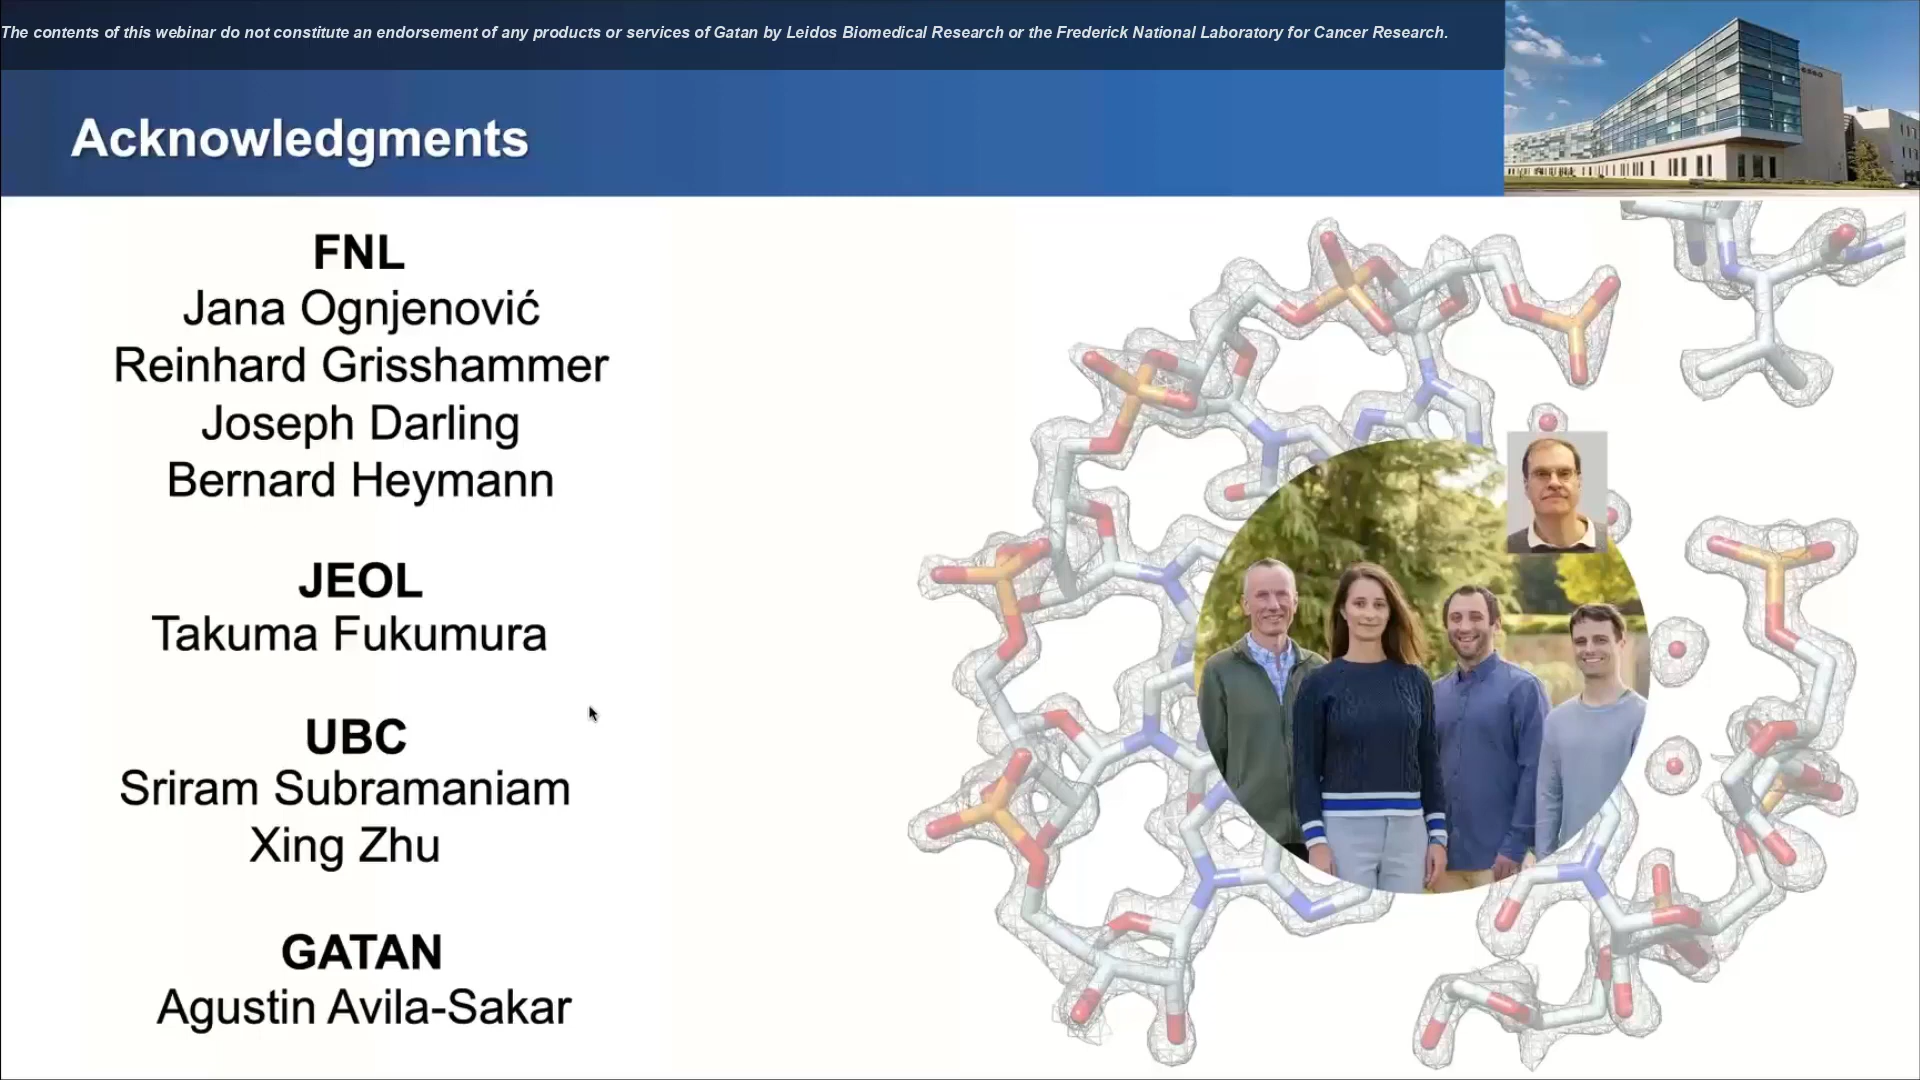 The contents of this webinar do not constitute an endorsement of any products or services of Gatan by Leidos Biomedical Research or the Frederick National Laboratory for Cancer Research.
Acknowledgments
FNL
Jana Ognjenović
Reinhard Grisshammer
Joseph Darling
Bernard Heymann
JEOL
Takuma Fukumura
UBC
Sriram Subramaniam
Xing Zhu
GATAN
Agustin Avila-Sakar